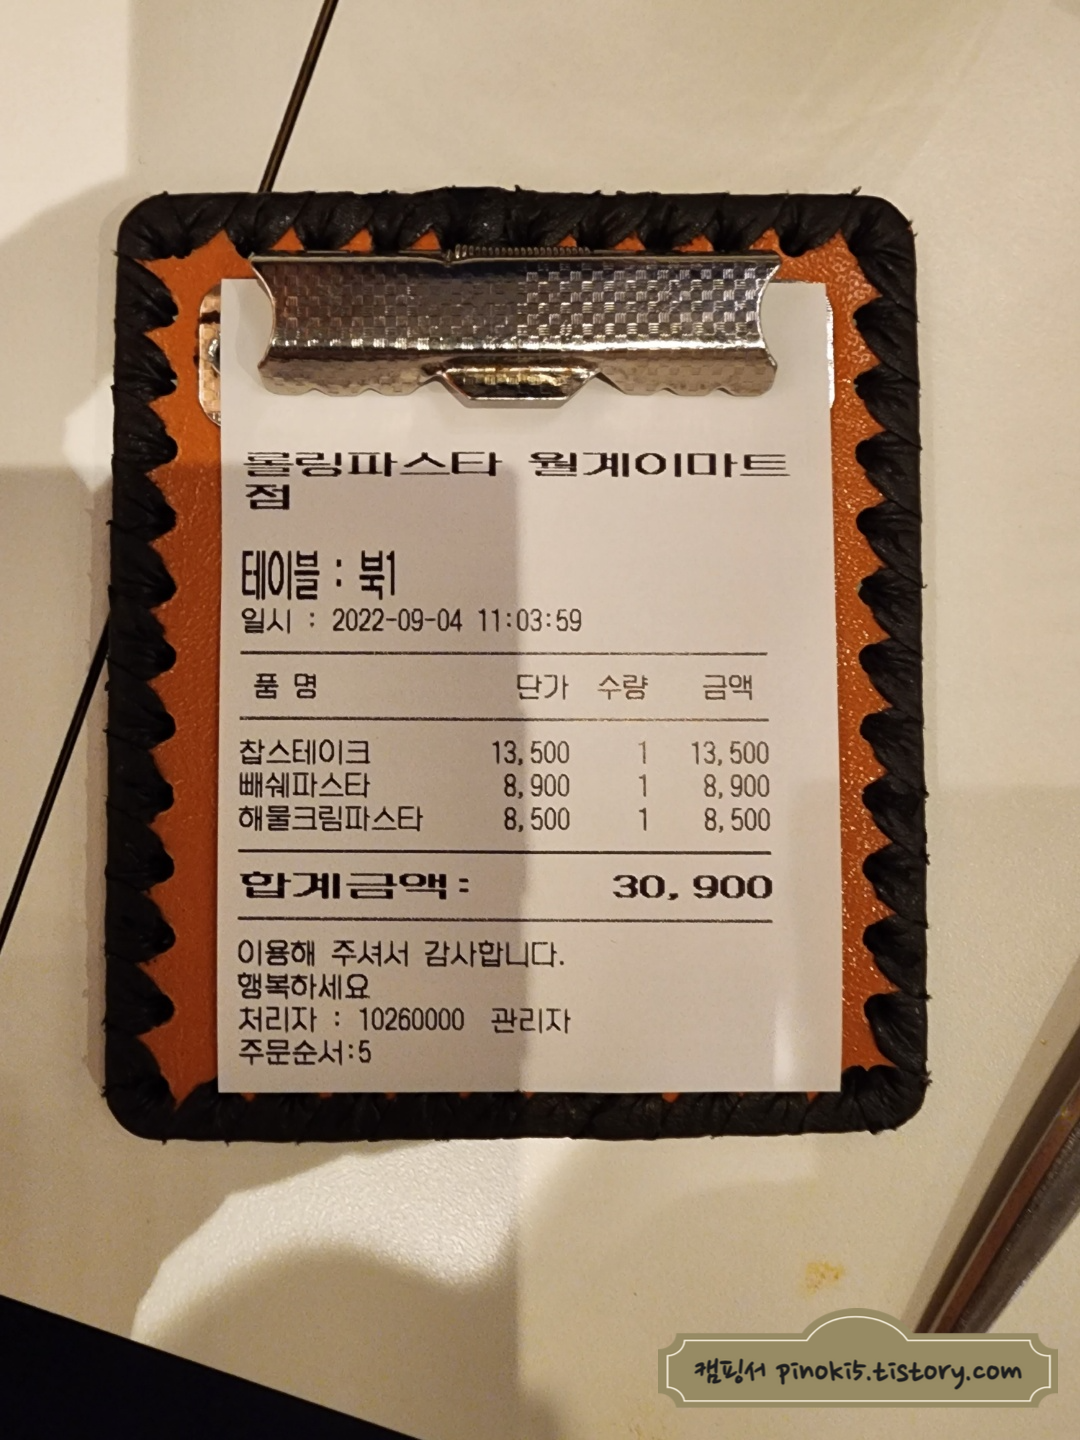 롤링파스타 월계이마트
점
테이블 : 북1
일시 : 2022-09-04 11:03:59
품 명 단가 수량 금액
찹스테이크 13,500 1 13,500
빼쉐파스타 8,900 1 8,900
해물크림파스타 8,500 1 8,500
합계금액: 30,900
이용해 주셔서 감사합니다.
행복하세요
처리자 : 10260000 관리자
주문순서:5
캠핑서 pinoki5.tistory.com